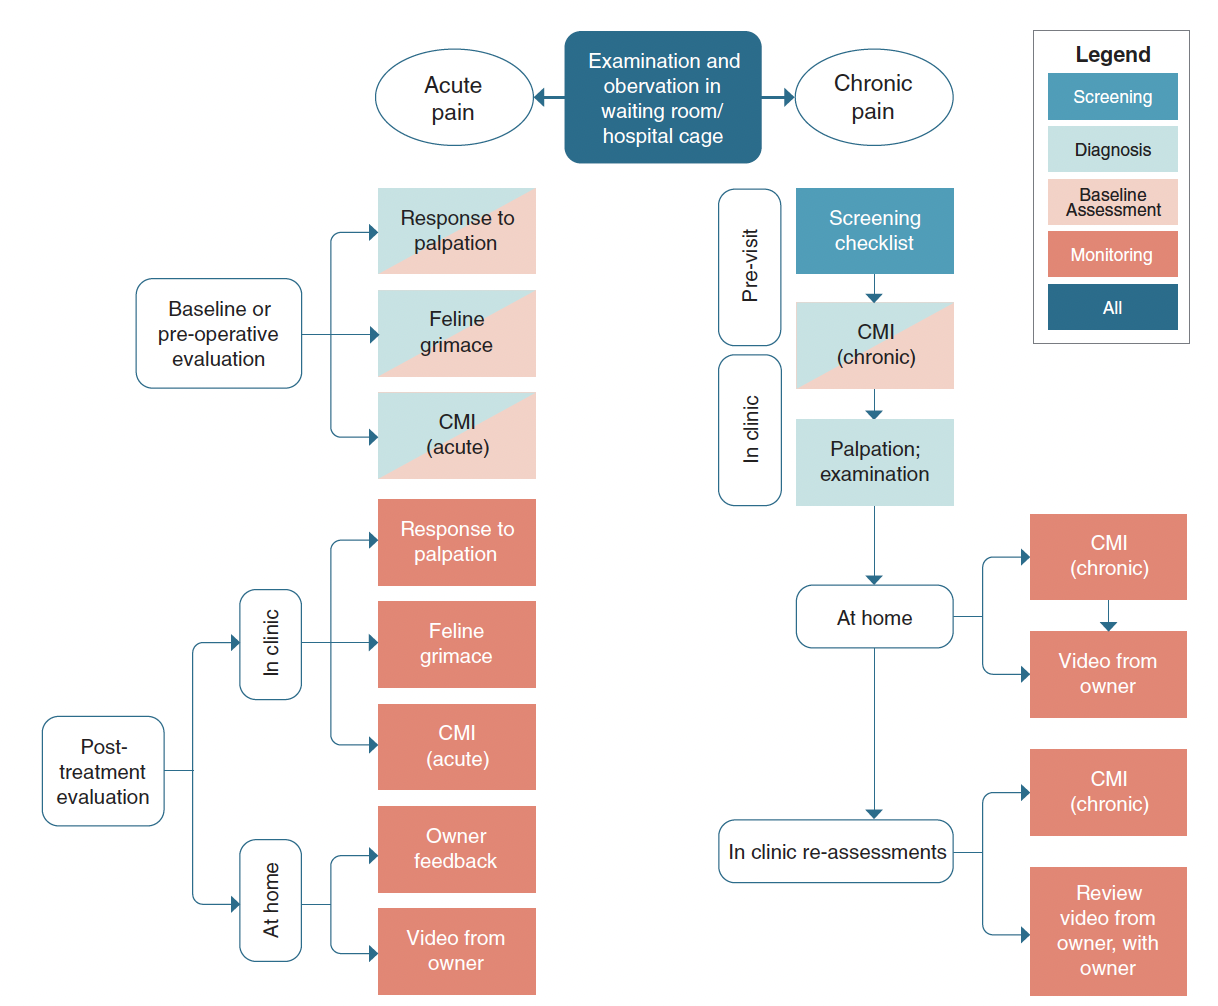 Acute
pain
Examination and
obervation in
waiting room/
hospital cage
Chronic
pain
Legend
Screening
Diagnosis
Baseline
Assessment
Monitoring
All
Baseline or
pre-operative
evaluation
Response to
palpation
Feline
grimace
CMI
(acute)
Post-
treatment
evaluation
In clinic
Response to
palpation
Feline
grimace
CMI
(acute)
At home
Owner
feedback
Video from
owner
Pre-visit
Screening
checklist
CMI
(chronic)
In clinic
Palpation;
examination
At home
CMI
(chronic)
Video from
owner
In clinic re-assessments
CMI
(chronic)
Review
video from
owner, with
owner